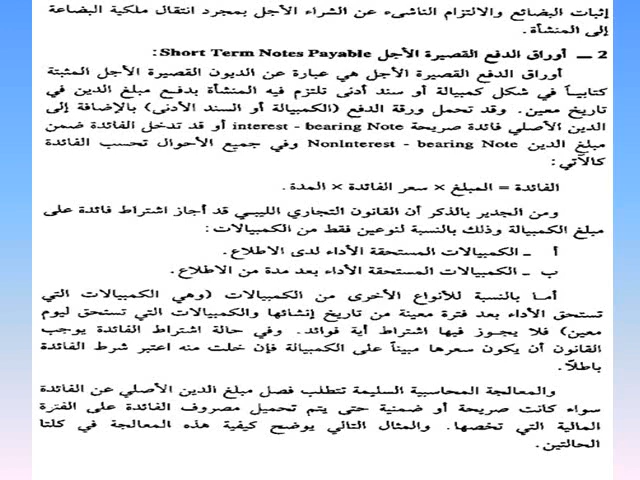 إثبات البضائع والالتزام الناشىء عن الشراء الأجل بمجرد انتقال ملكية البضاعة
إلى المنشأة.
2 ـــ أوراق الدفع القصيرة الأجل Short Term Notes Payable:
أوراق الدفع القصيرة الأجل هي عبارة عن الديون القصيرة الأجل المثبتة
كتابياً في شكل كمبيالة أو سند أدنى تلتزم فيه المنشأة بدفع مبلغ الدين في
تاريخ معين. وقد تحمل ورقة الدفع (الكمبيالة أو السند الأدنى) بالإضافة إلى
الدين الأصلي فائدة صريحة interest - bearing Note أو قد تدخل الفائدة ضمن
مبلغ الدين NonInterest - bearing Note وفي جميع الأحوال تحسب الفائدة
كالآتي:
الفائدة = المبلغ × سعر الفائدة × المدة.
ومن الجدير بالذكر أن القانون التجاري الليبي قد أجاز اشتراط فائدة على
مبلغ الكمبيالة وذلك بالنسبة لنوعين فقط من الكمبيالات:
أ ـ الكمبيالات المستحقة الأداء لدى الاطلاع.
ب ـ الكمبيالات المستحقة الأداء بعد مدة من الاطلاع.
أما بالنسبة للأنواع الأخرى من الكمبيالات (وهي الكمبيالات التي
تستحق الأداء بعد فترة معينة من تاريخ إنشائها والكمبيالات التي تستحق ليوم
معين) فلا يجوز فيها اشتراط أية فوائد. وفي حالة اشتراط الفائدة يوجب
القانون أن يكون سعرها مبيناً على الكمبيالة فإن خلت منه اعتبر شرط الفائدة
باطلاً.
والمعالجة المحاسبية السليمة تتطلب فصل مبلغ الدين الأصلي عن الفائدة
سواء كانت صريحة أو ضمنية حتى يتم تحميل مصروف الفائدة على الفترة
المالية التي تخصها. والمثال التالي يوضح كيفية هذه المعالجة في كلتا
الحالتين.